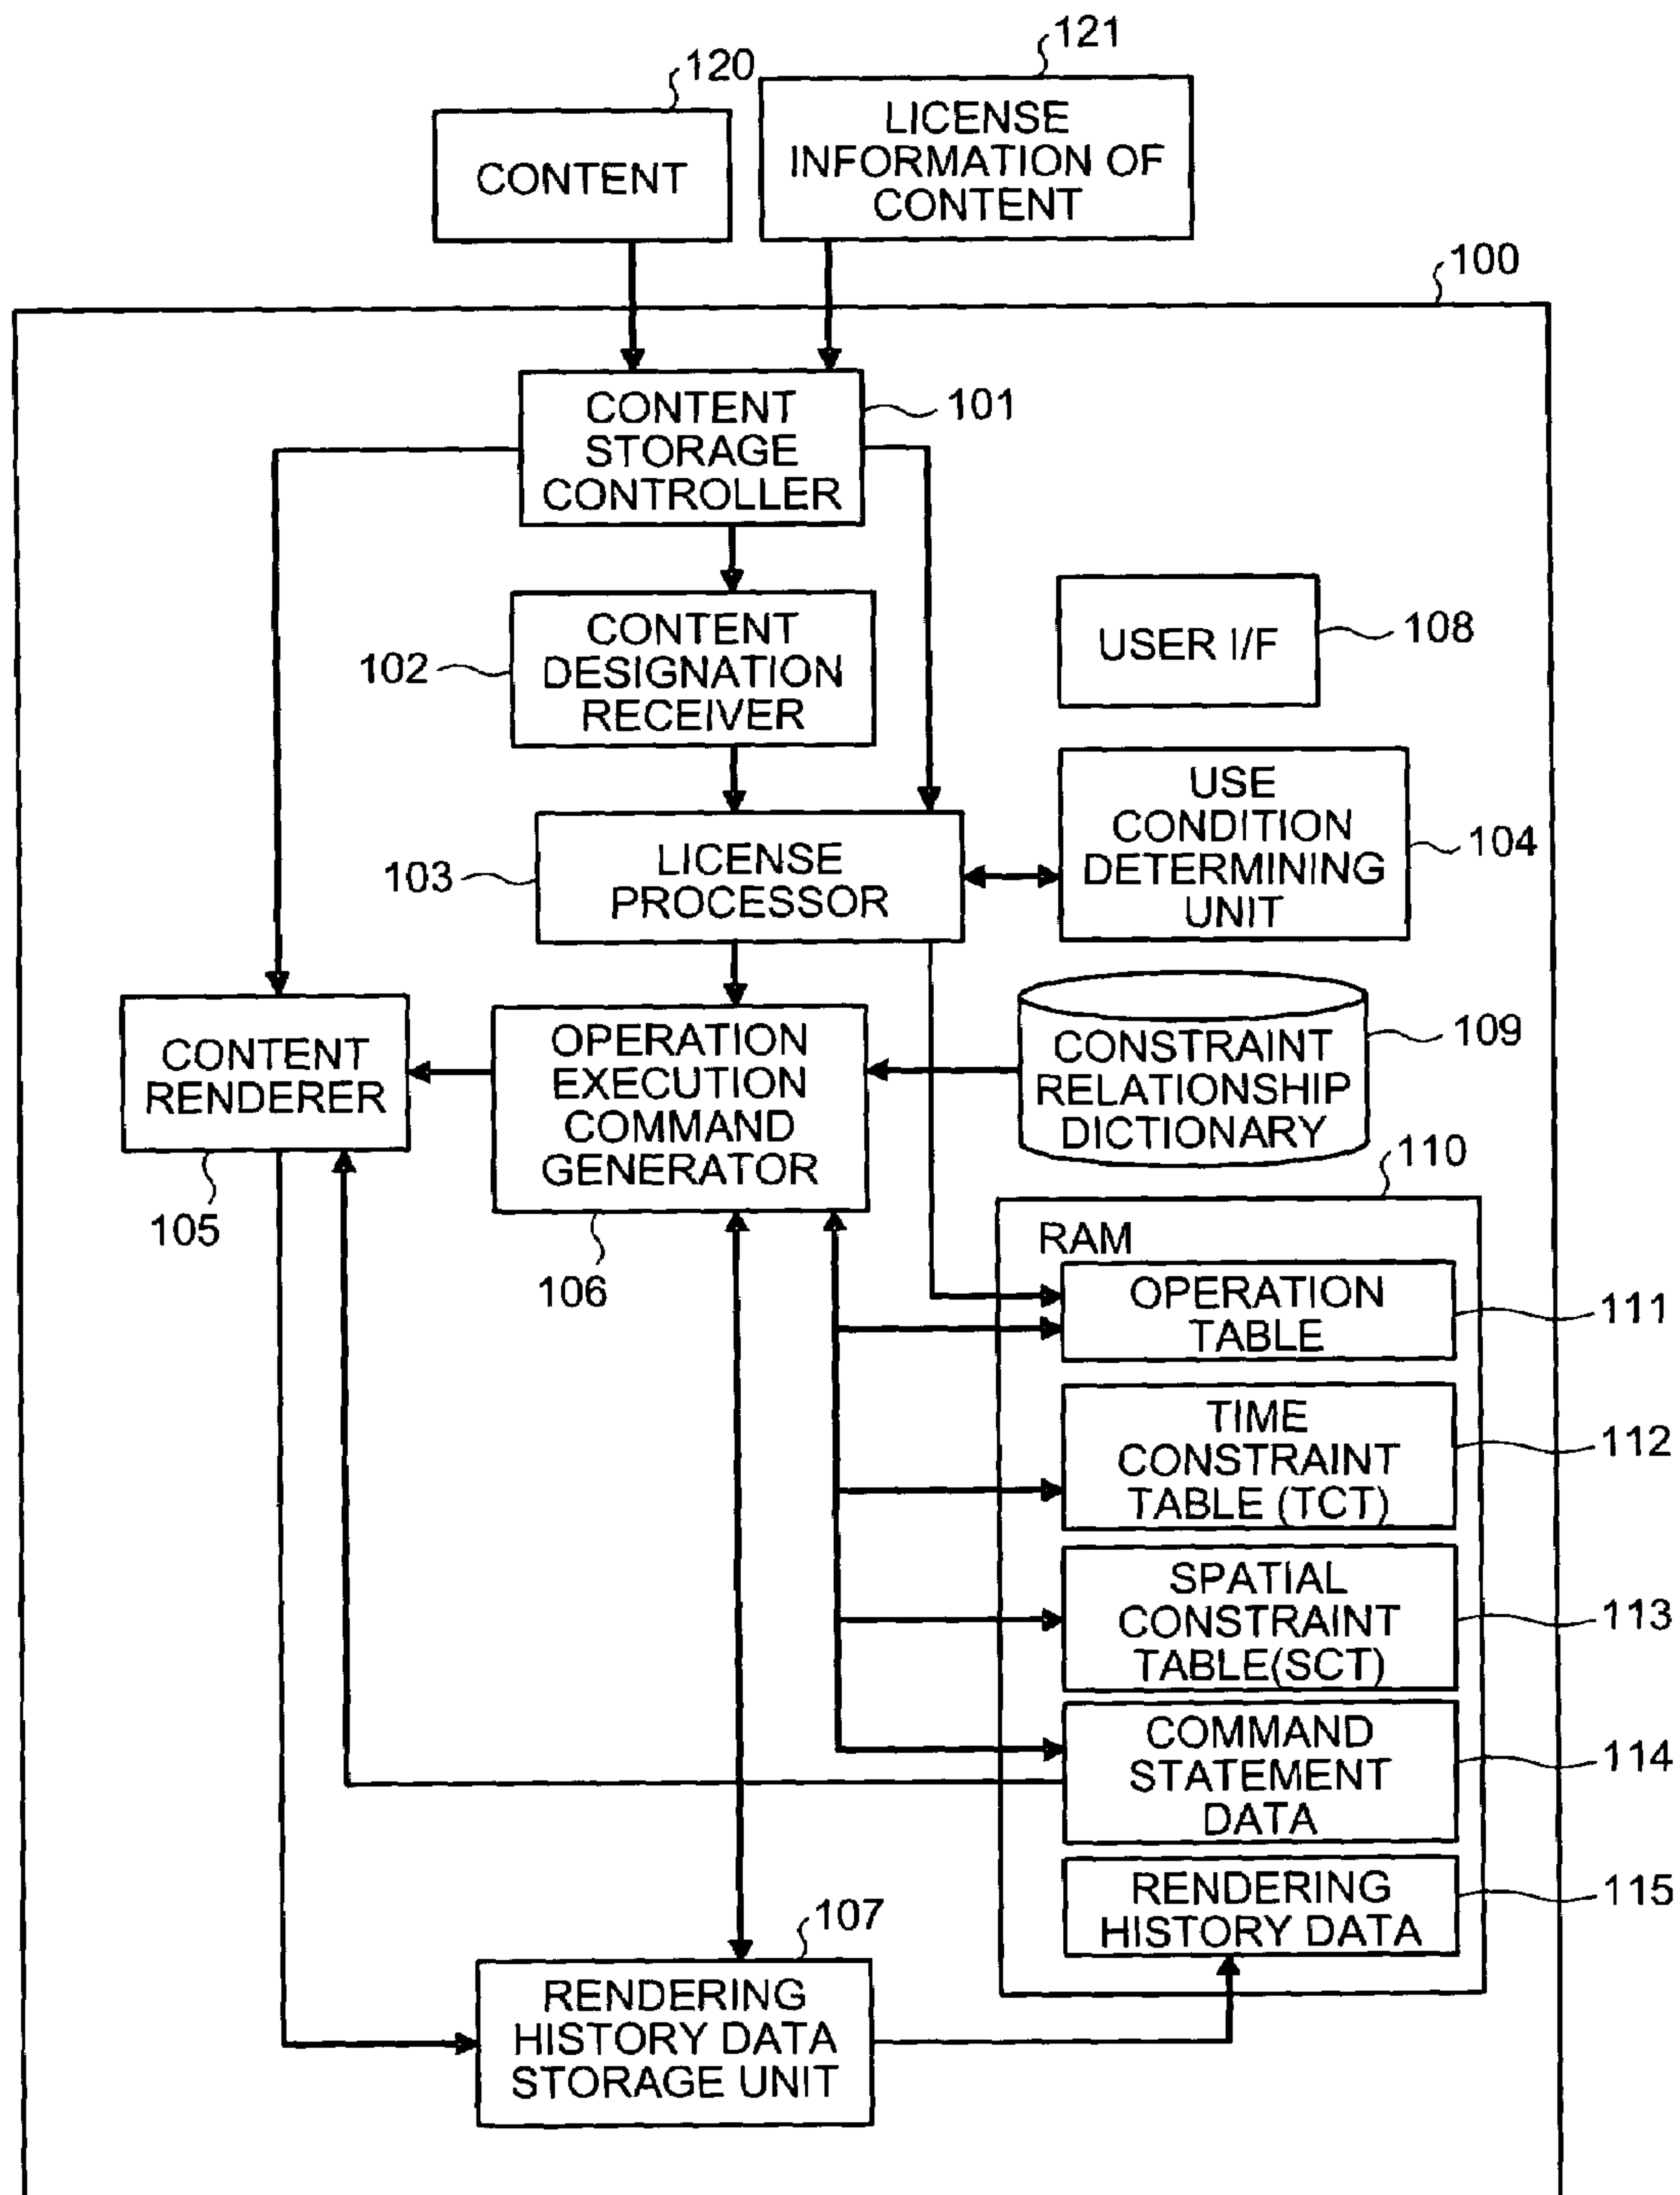 121
120
LICENSE
INFORMATION OF
CONTENT
CONTENT
100
CONTENT
STORAGE
CONTROLLER
101
CONTENT
DESIGNATION
RECEIVER
102
USER I/F
108
LICENSE
PROCESSOR
103
USE
CONDITION
DETERMINING
UNIT
104
CONTENT
RENDERER
105
OPERATION
EXECUTION
COMMAND
GENERATOR
106
CONSTRAINT
RELATIONSHIP
DICTIONARY
109
110
RAM
OPERATION
TABLE
111
TIME
CONSTRAINT
TABLE (TCT)
112
SPATIAL
CONSTRAINT
TABLE(SCT)
113
COMMAND
STATEMENT
DATA
114
RENDERING
HISTORY DATA
115
107
RENDERING
HISTORY DATA
STORAGE UNIT